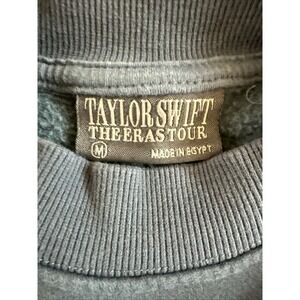 TAYLOR SWIFT
THE ERAS TOUR
M MADE IN EGYPT